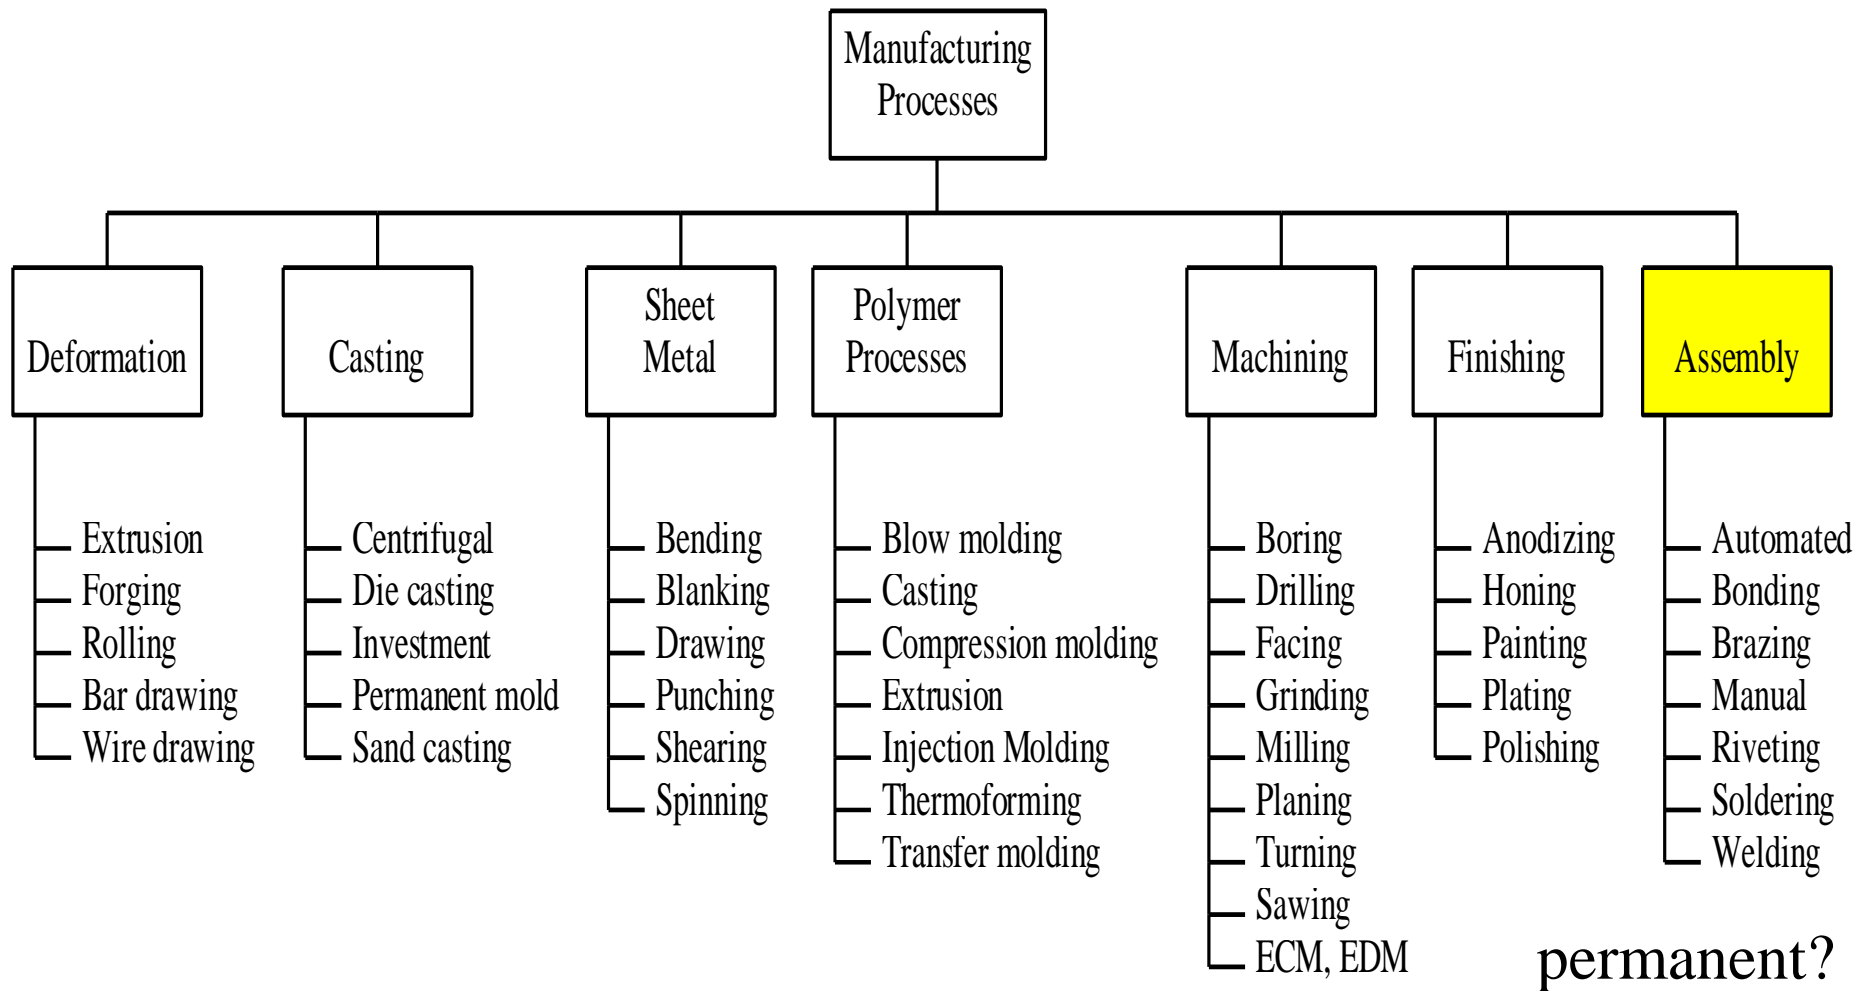 Manufacturing
Processes
Deformation
Casting
Sheet
Metal
Polymer
Processes
Machining
Finishing
Assembly
Extrusion
Forging
Rolling
Bar drawing
Wire drawing
Centrifugal
Die casting
Investment
Permanent mold
Sand casting
Bending
Blanking
Drawing
Punching
Shearing
Spinning
Blow molding
Casting
Compression molding
Extrusion
Injection Molding
Thermoforming
Transfer molding
Boring
Drilling
Facing
Grinding
Milling
Planing
Turning
Sawing
ECM, EDM
Anodizing
Honing
Painting
Plating
Polishing
Automated
Bonding
Brazing
Manual
Riveting
Soldering
Welding
permanent?